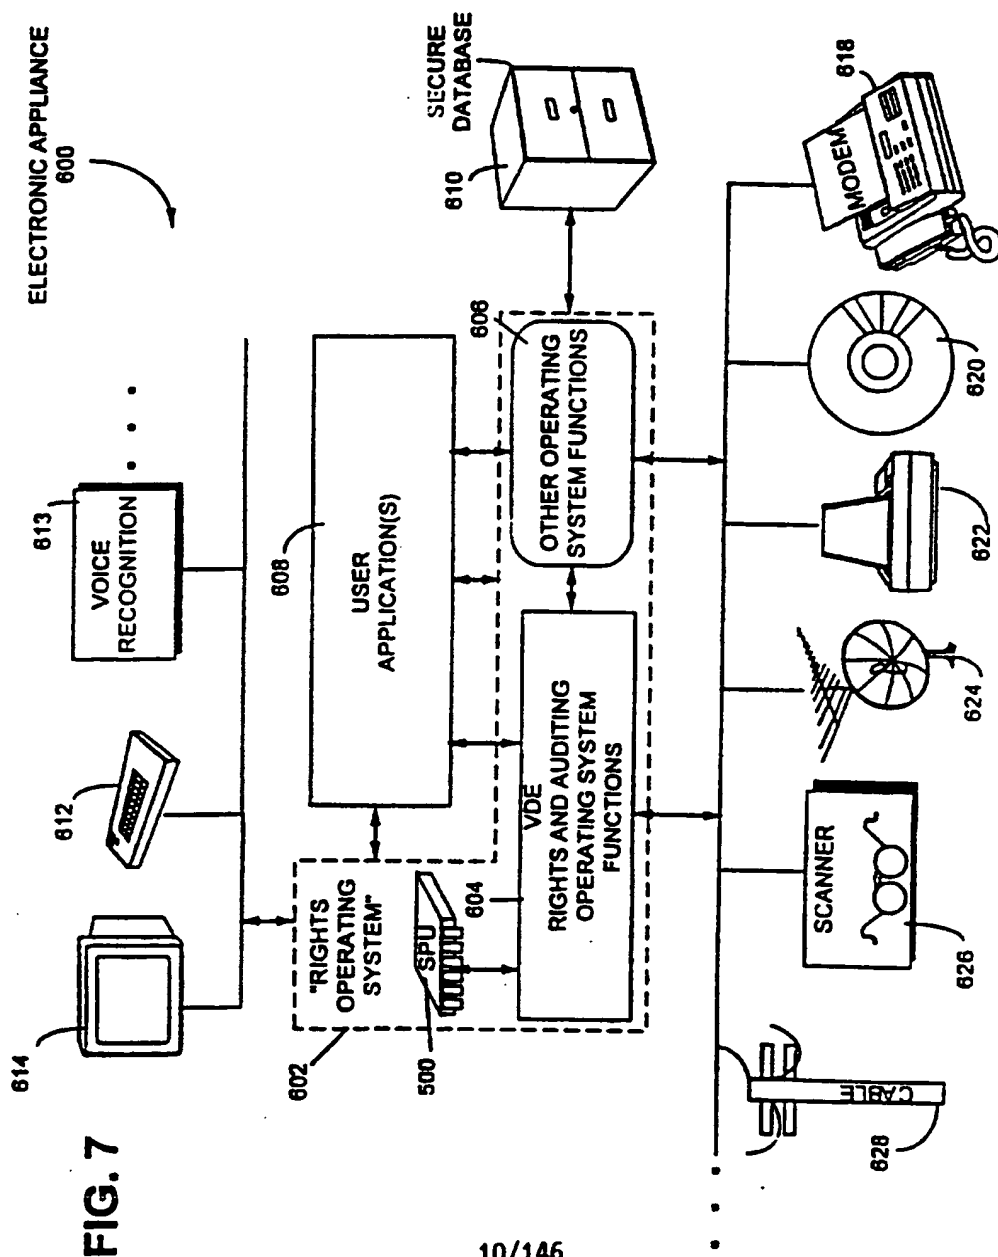 FIG. 7
ELECTRONIC APPLIANCE
600
614
612
613
VOICE
RECOGNITION
602
"RIGHTS
OPERATING
SYSTEM"
608
USER
APPLICATION(S)
500
SPU
604
VDE
RIGHTS AND AUDITING
OPERATING SYSTEM
FUNCTIONS
606
OTHER OPERATING
SYSTEM FUNCTIONS
610
SECURE
DATABASE
628
CABLE
SCANNER
626
624
622
620
MODEM
618
10/146